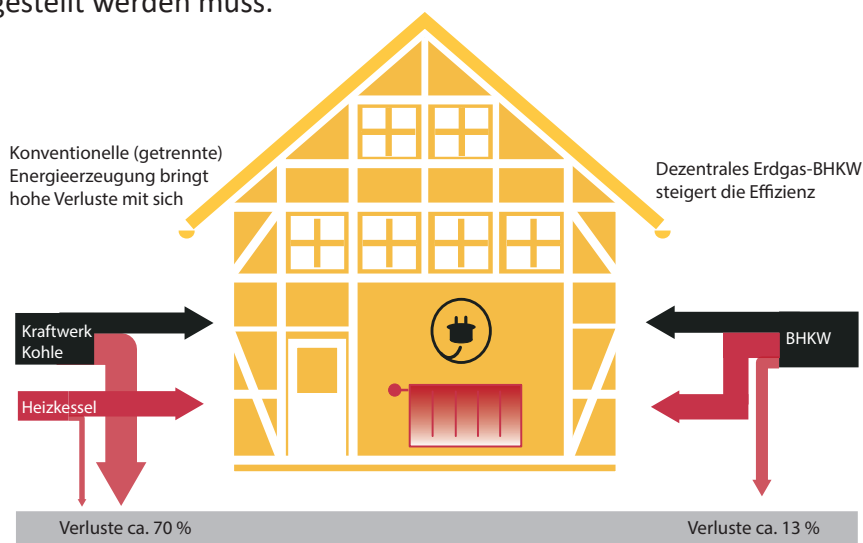 gestellt werden muss.
Konventionelle (getrennte)
Energieerzeugung bringt
hohe Verluste mit sich
Dezentrales Erdgas-BHKW
steigert die Effizienz
Kraftwerk
Kohle
BHKW
Heizkessel
Verluste ca. 70 %
Verluste ca. 13 %